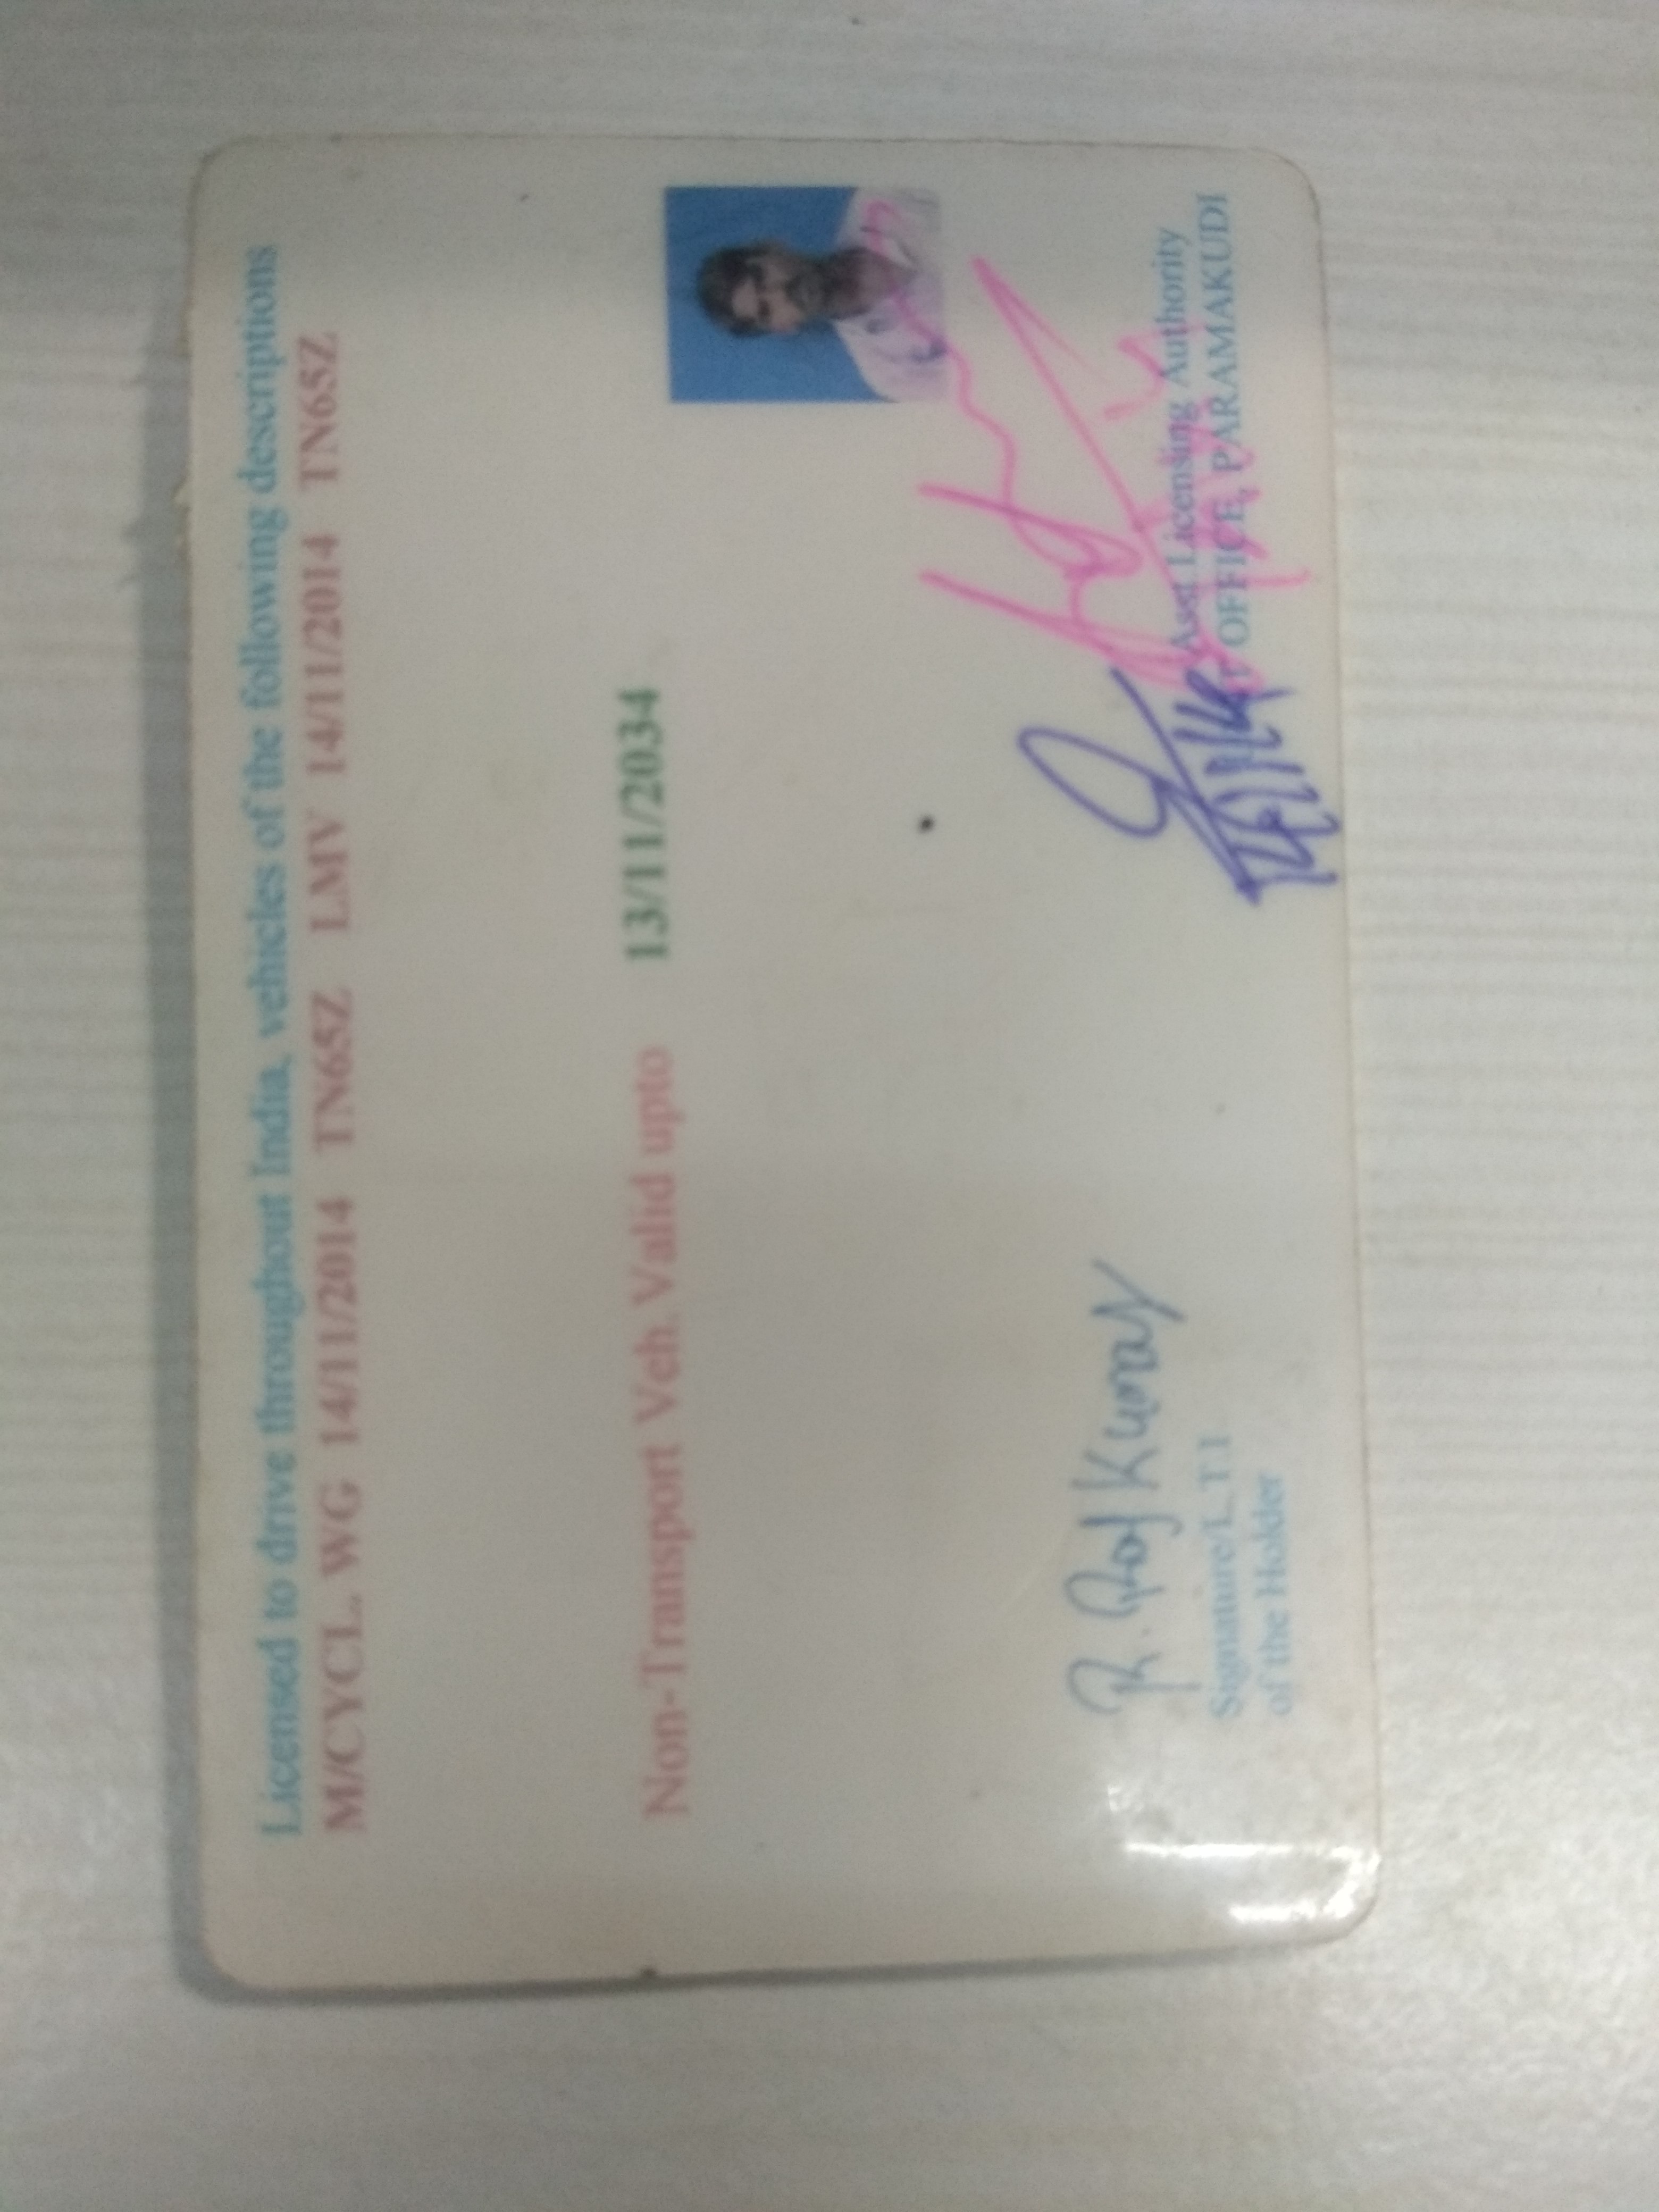 Licensed to drive throughout India, vehicles of the following descriptions
M/CYCL. WG 14/11/2014 TN65Z LMV 14/11/2014 TN65Z
Non-Transport Veh. Valid upto 13/11/2034
R. Raj Kumar
Signature/L.T.I
of the Holder
Asst Licensing Authority
OFFICE, PARAMAKUDI